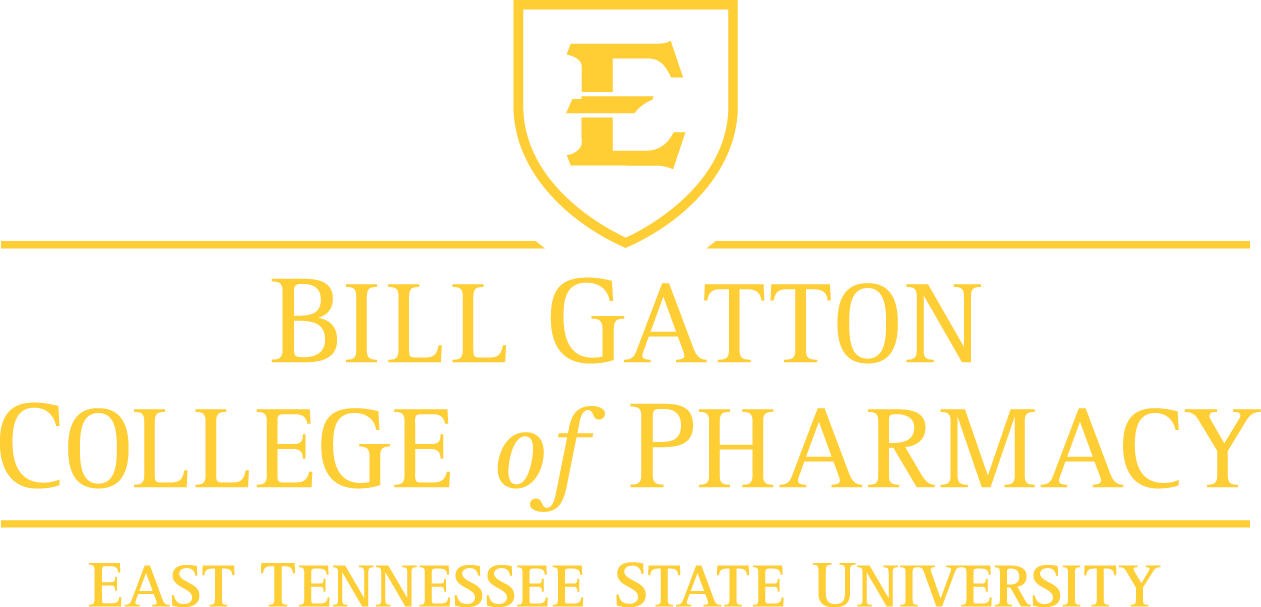 E
BILL GATTON
COLLEGE of PHARMACY
EAST TENNESSEE STATE UNIVERSITY